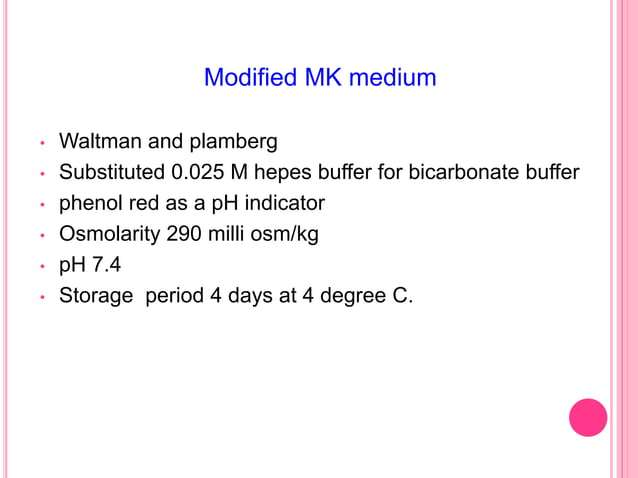 Modified MK medium
• Waltman and plamberg
• Substituted 0.025 M hepes buffer for bicarbonate buffer
• phenol red as a pH indicator
• Osmolarity 290 milli osm/kg
• pH 7.4
• Storage  period 4 days at 4 degree C.